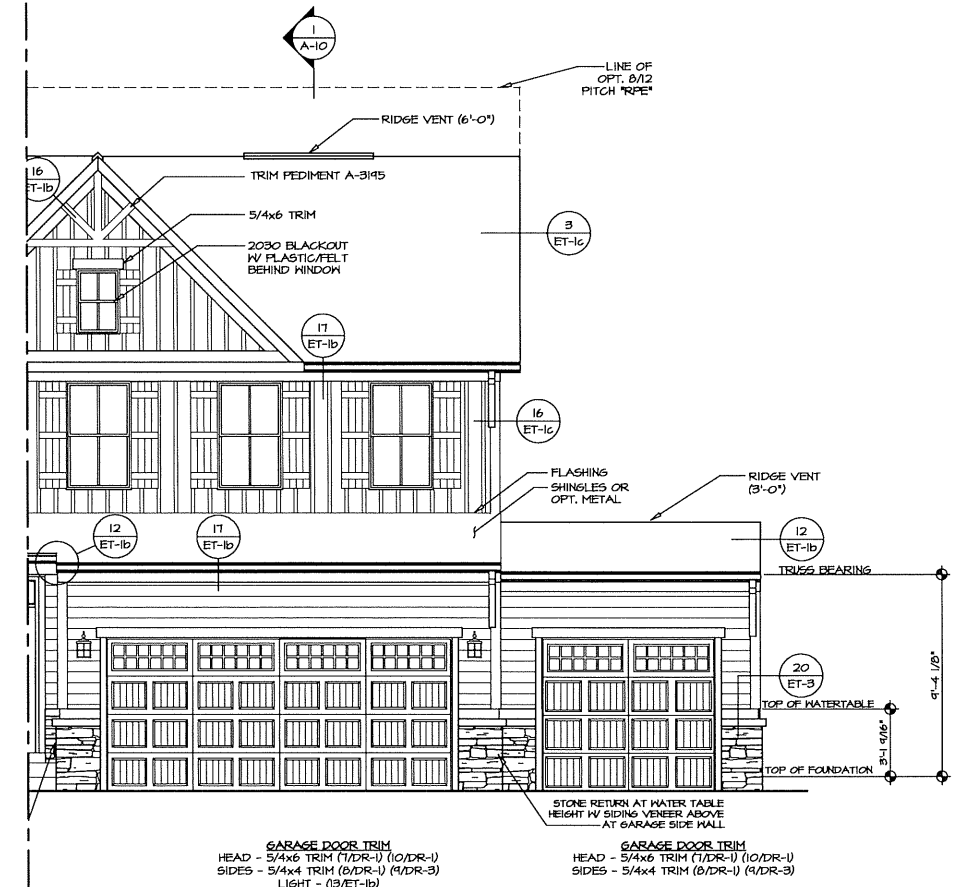 1
A-10
LINE OF
OPT. 8/12
PITCH "RPE"
RIDGE VENT (6'-0")
16
ET-1b
TRIM PEDIMENT A-3195
5/4x6 TRIM
3
ET-1c
2030 BLACKOUT
W/ PLASTIC/FELT
BEHIND WINDOW
17
ET-1b
16
ET-1c
FLASHING
SHINGLES OR
OPT. METAL
RIDGE VENT
(3'-0")
12
ET-1b
17
ET-1b
12
ET-1b
TRUSS BEARING
20
ET-3
9'-4 1/8"
TOP OF WATERTABLE
3'-1 9/16"
TOP OF FOUNDATION
STONE RETURN AT WATER TABLE
HEIGHT W/ SIDING VENEER ABOVE
AT GARAGE SIDE WALL
GARAGE DOOR TRIM
HEAD - 5/4x6 TRIM (7/DR-1) (10/DR-1)
SIDES - 5/4x4 TRIM (8/DR-1) (9/DR-3)
LIGHT - (13/ET-1b)
GARAGE DOOR TRIM
HEAD - 5/4x6 TRIM (7/DR-1) (10/DR-1)
SIDES - 5/4x4 TRIM (8/DR-1) (9/DR-3)